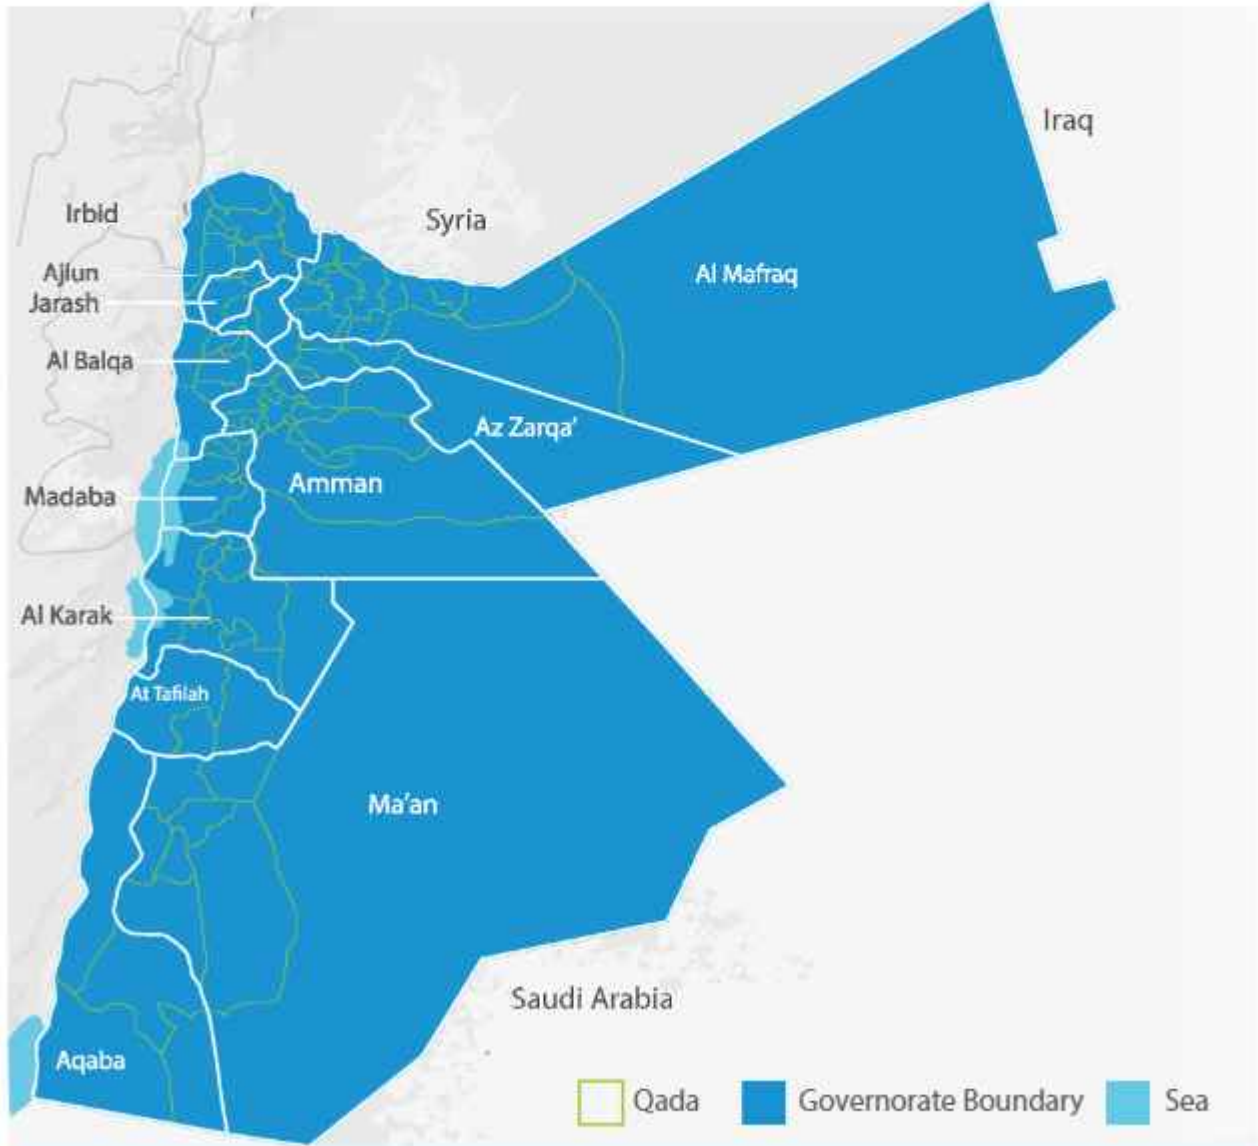 Iraq
Irbid
Syria
Ajlun
Al Mafraq
Jarash
Al Balqa
Az Zarqa'
Amman
Madaba
Al Karak
At Tafilah
Ma'an
Saudi Arabia
Aqaba
Qada
Governorate Boundary
Sea